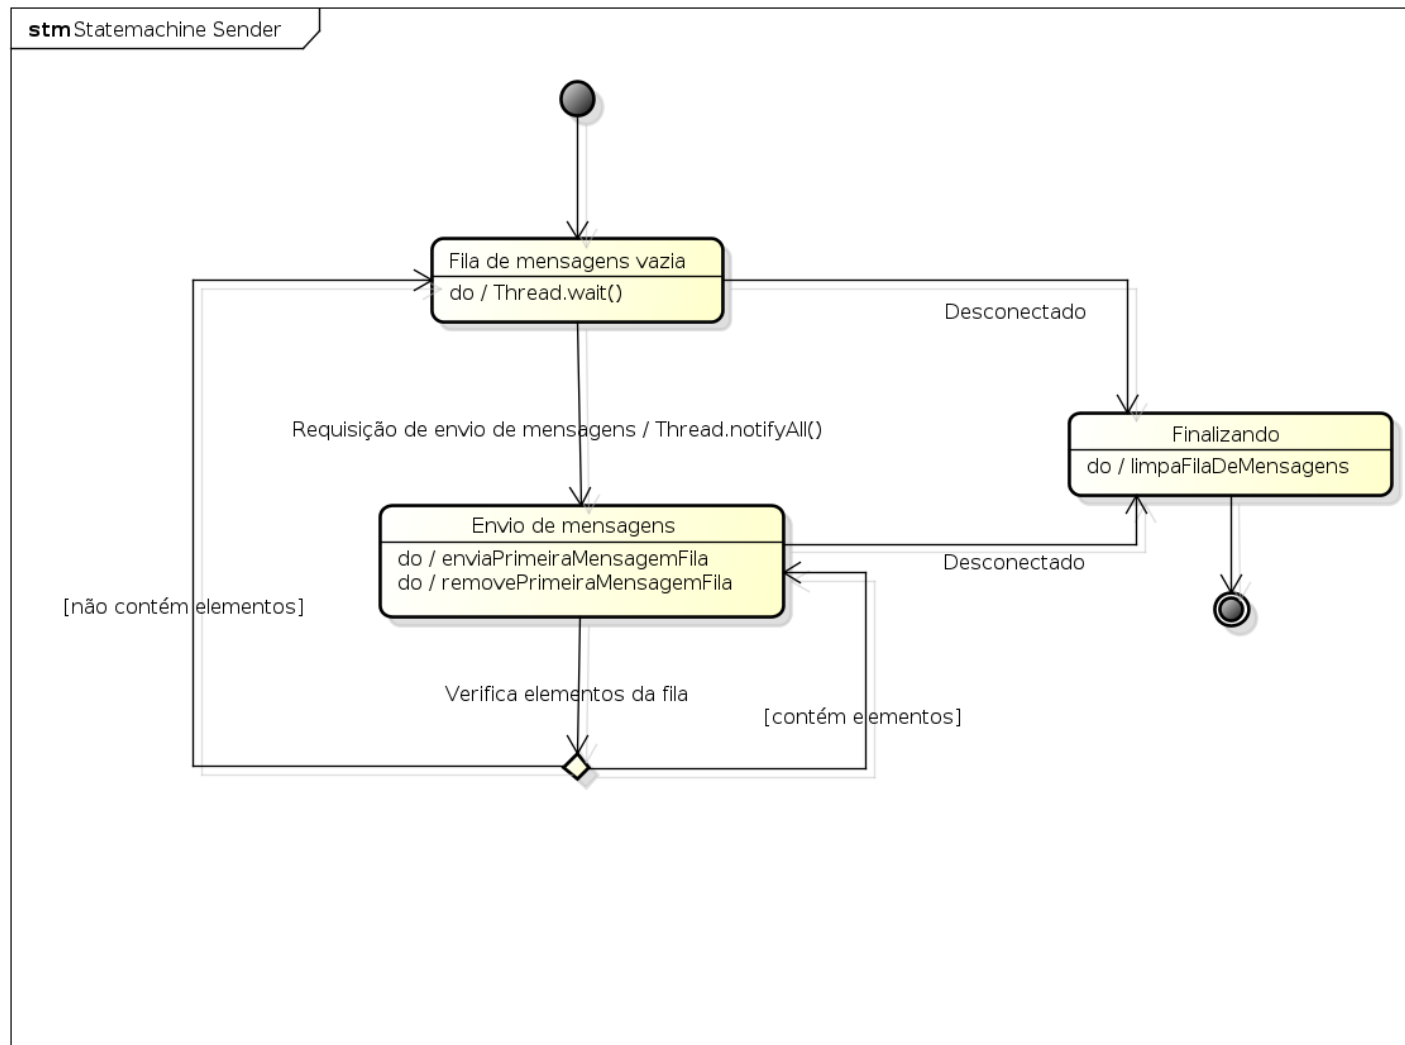 stm Statemachine Sender
Fila de mensagens vazia
do / Thread.wait()
Desconectado
Requisição de envio de mensagens / Thread.notifyAll()
Finalizando
do / limpaFilaDeMensagens
Envio de mensagens
do / enviaPrimeiraMensagemFila
do / removePrimeiraMensagemFila
Desconectado
[não contém elementos]
Verifica elementos da fila
[contém elementos]